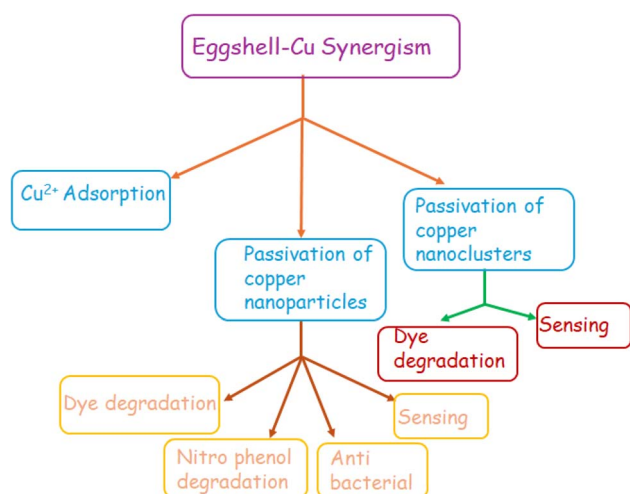 Eggshell-Cu Synergism
Cu²⁺ Adsorption
Passivation of
copper
nanoparticles
Passivation of
copper
nanoclusters
Dye
degradation
Sensing
Dye degradation
Nitro phenol
degradation
Anti
bacterial
Sensing